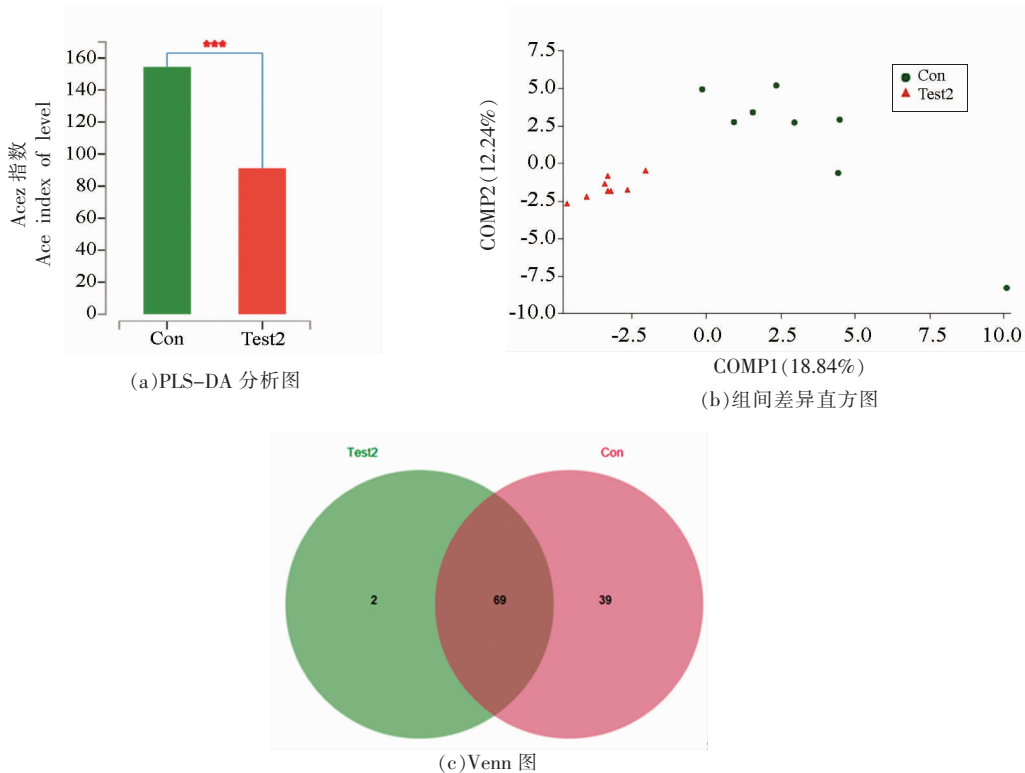 ***
160
140
120
100
80
60
40
20
0
Acez 指数
Ace index of level
Con
Test2
(a)PLS-DA 分析图
7.5
5.0
2.5
0.0
-2.5
-5.0
-7.5
-10.0
COMP2(12.24%)
Con
Test2
-2.5
0.0
2.5
5.0
7.5
10.0
COMP1(18.84%)
(b)组间差异直方图
Test2
Con
2
69
39
(c)Venn 图